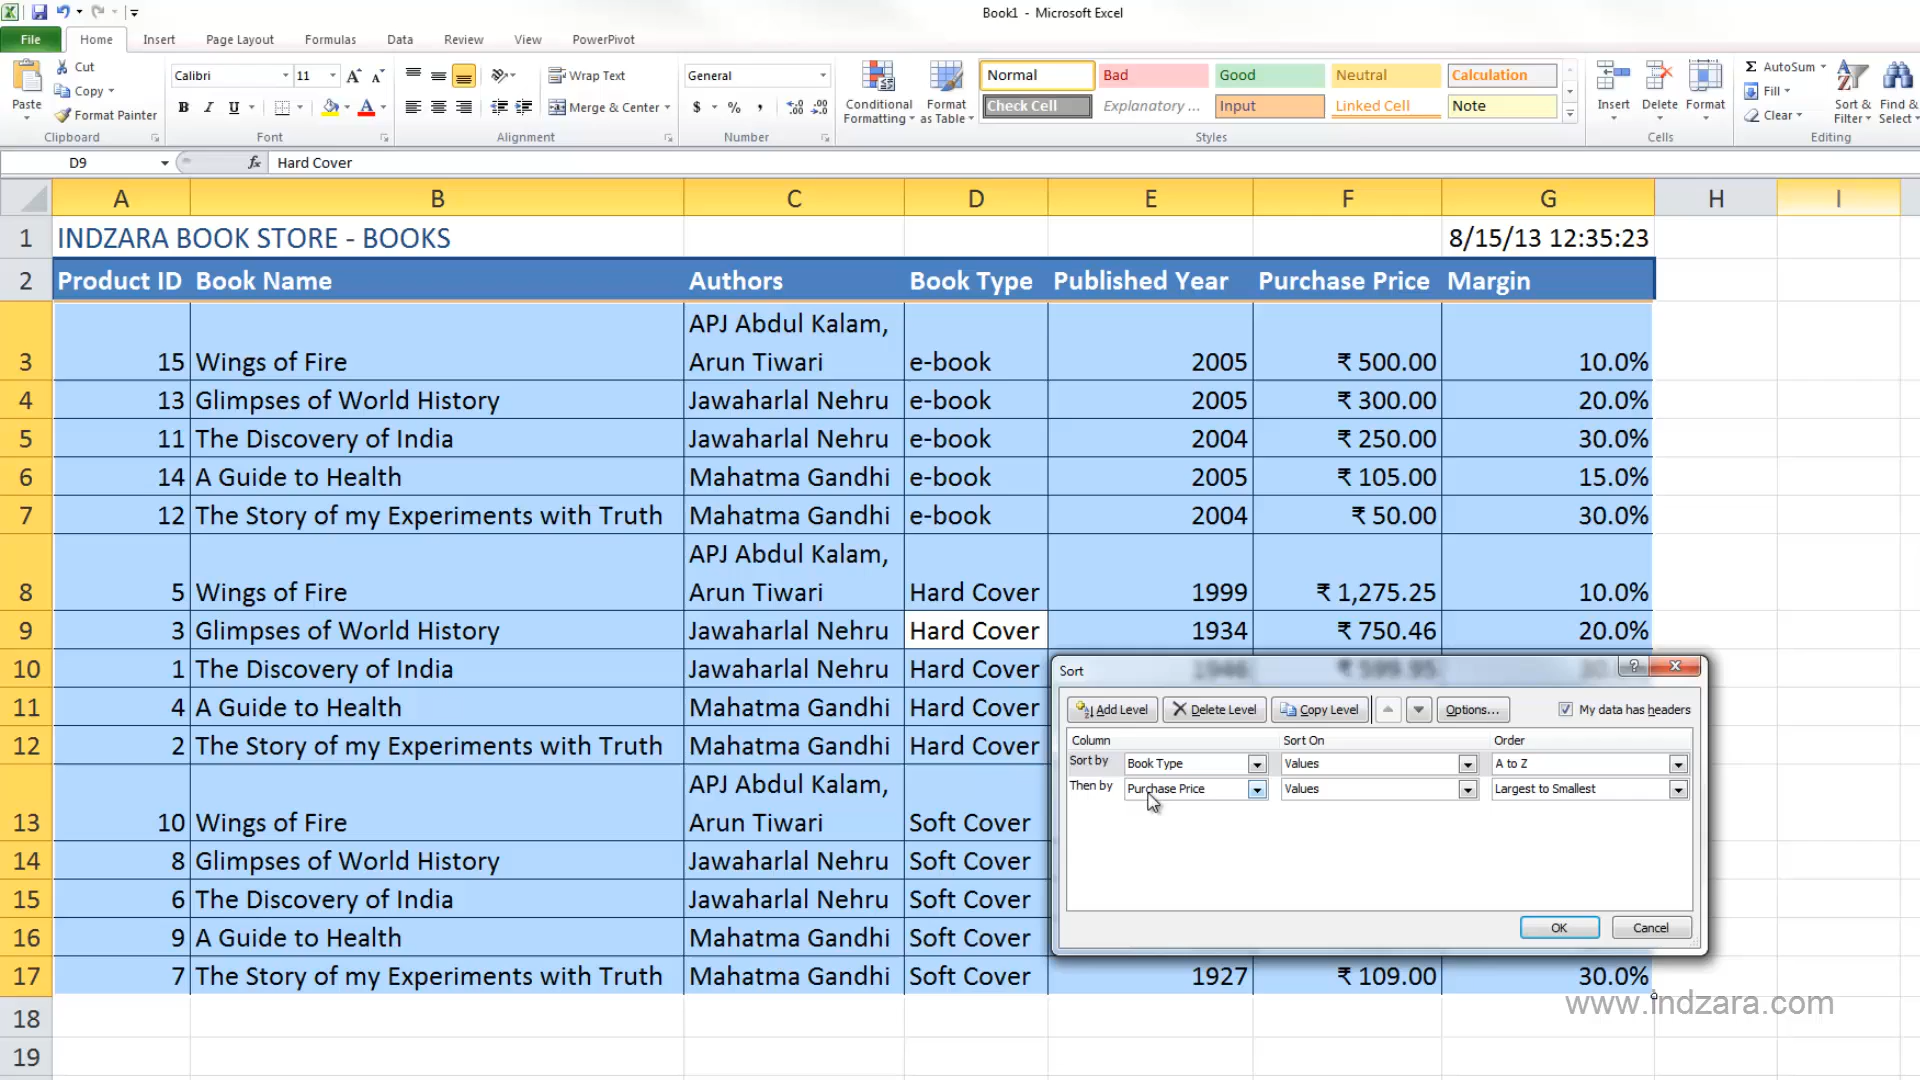 Book1 - Microsoft Excel
File Home Insert Page Layout Formulas Data Review View PowerPivot
Paste
Cut
Copy
Format Painter
Clipboard
Calibri 11
B I U
Font
Wrap Text
Merge & Center
Alignment
General
$ % ,
Number
Conditional Formatting
Format as Table
Normal Bad Good Neutral Calculation
Check Cell Explanatory ... Input Linked Cell Note
Styles
Insert Delete Format
Cells
Σ AutoSum
Fill
Clear
Sort & Filter
Find & Select
Editing
D9 fx Hard Cover
A B C D E F G H I
1 INDZARA BOOK STORE - BOOKS 8/15/13 12:35:23
2 Product ID Book Name Authors Book Type Published Year Purchase Price Margin
APJ Abdul Kalam,
3 15 Wings of Fire Arun Tiwari e-book 2005 ₹ 500.00 10.0%
4 13 Glimpses of World History Jawaharlal Nehru e-book 2005 ₹ 300.00 20.0%
5 11 The Discovery of India Jawaharlal Nehru e-book 2004 ₹ 250.00 30.0%
6 14 A Guide to Health Mahatma Gandhi e-book 2005 ₹ 105.00 15.0%
7 12 The Story of my Experiments with Truth Mahatma Gandhi e-book 2004 ₹ 50.00 30.0%
APJ Abdul Kalam,
8 5 Wings of Fire Arun Tiwari Hard Cover 1999 ₹ 1,275.25 10.0%
9 3 Glimpses of World History Jawaharlal Nehru Hard Cover 1934 ₹ 750.46 20.0%
10 1 The Discovery of India Jawaharlal Nehru Hard Cover
11 4 A Guide to Health Mahatma Gandhi Hard Cover
12 2 The Story of my Experiments with Truth Mahatma Gandhi Hard Cover
APJ Abdul Kalam,
13 10 Wings of Fire Arun Tiwari Soft Cover
14 8 Glimpses of World History Jawaharlal Nehru Soft Cover
15 6 The Discovery of India Jawaharlal Nehru Soft Cover
16 9 A Guide to Health Mahatma Gandhi Soft Cover
17 7 The Story of my Experiments with Truth Mahatma Gandhi Soft Cover 1927 ₹ 109.00 30.0%
18
19
Sort
Add Level Delete Level Copy Level Options... My data has headers
Column Sort On Order
Sort by Book Type Values A to Z
Then by Purchase Price Values Largest to Smallest
OK Cancel
www.indzara.com